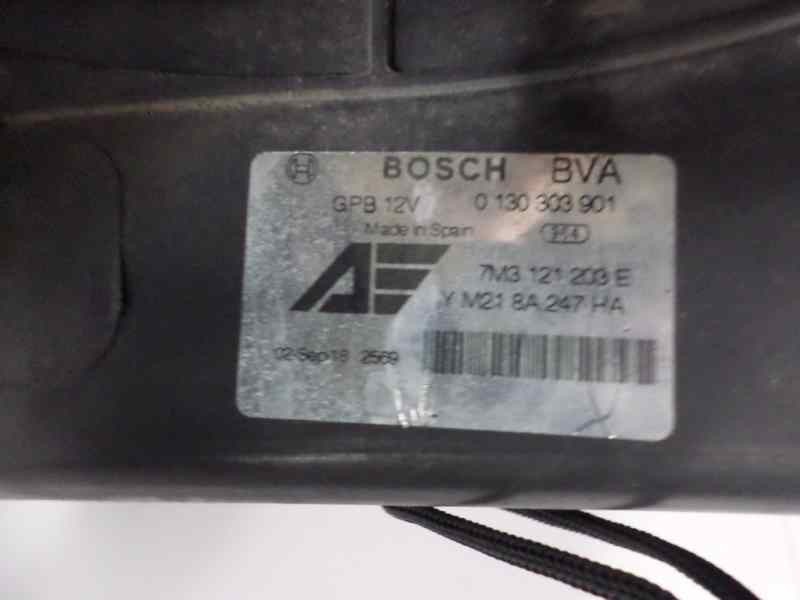 BOSCH BVA
GPB 12V 0 130 303 901
Made in Spain
7M3 121 203 E
YM21 8A 247 HA
02-Sep-18 2569